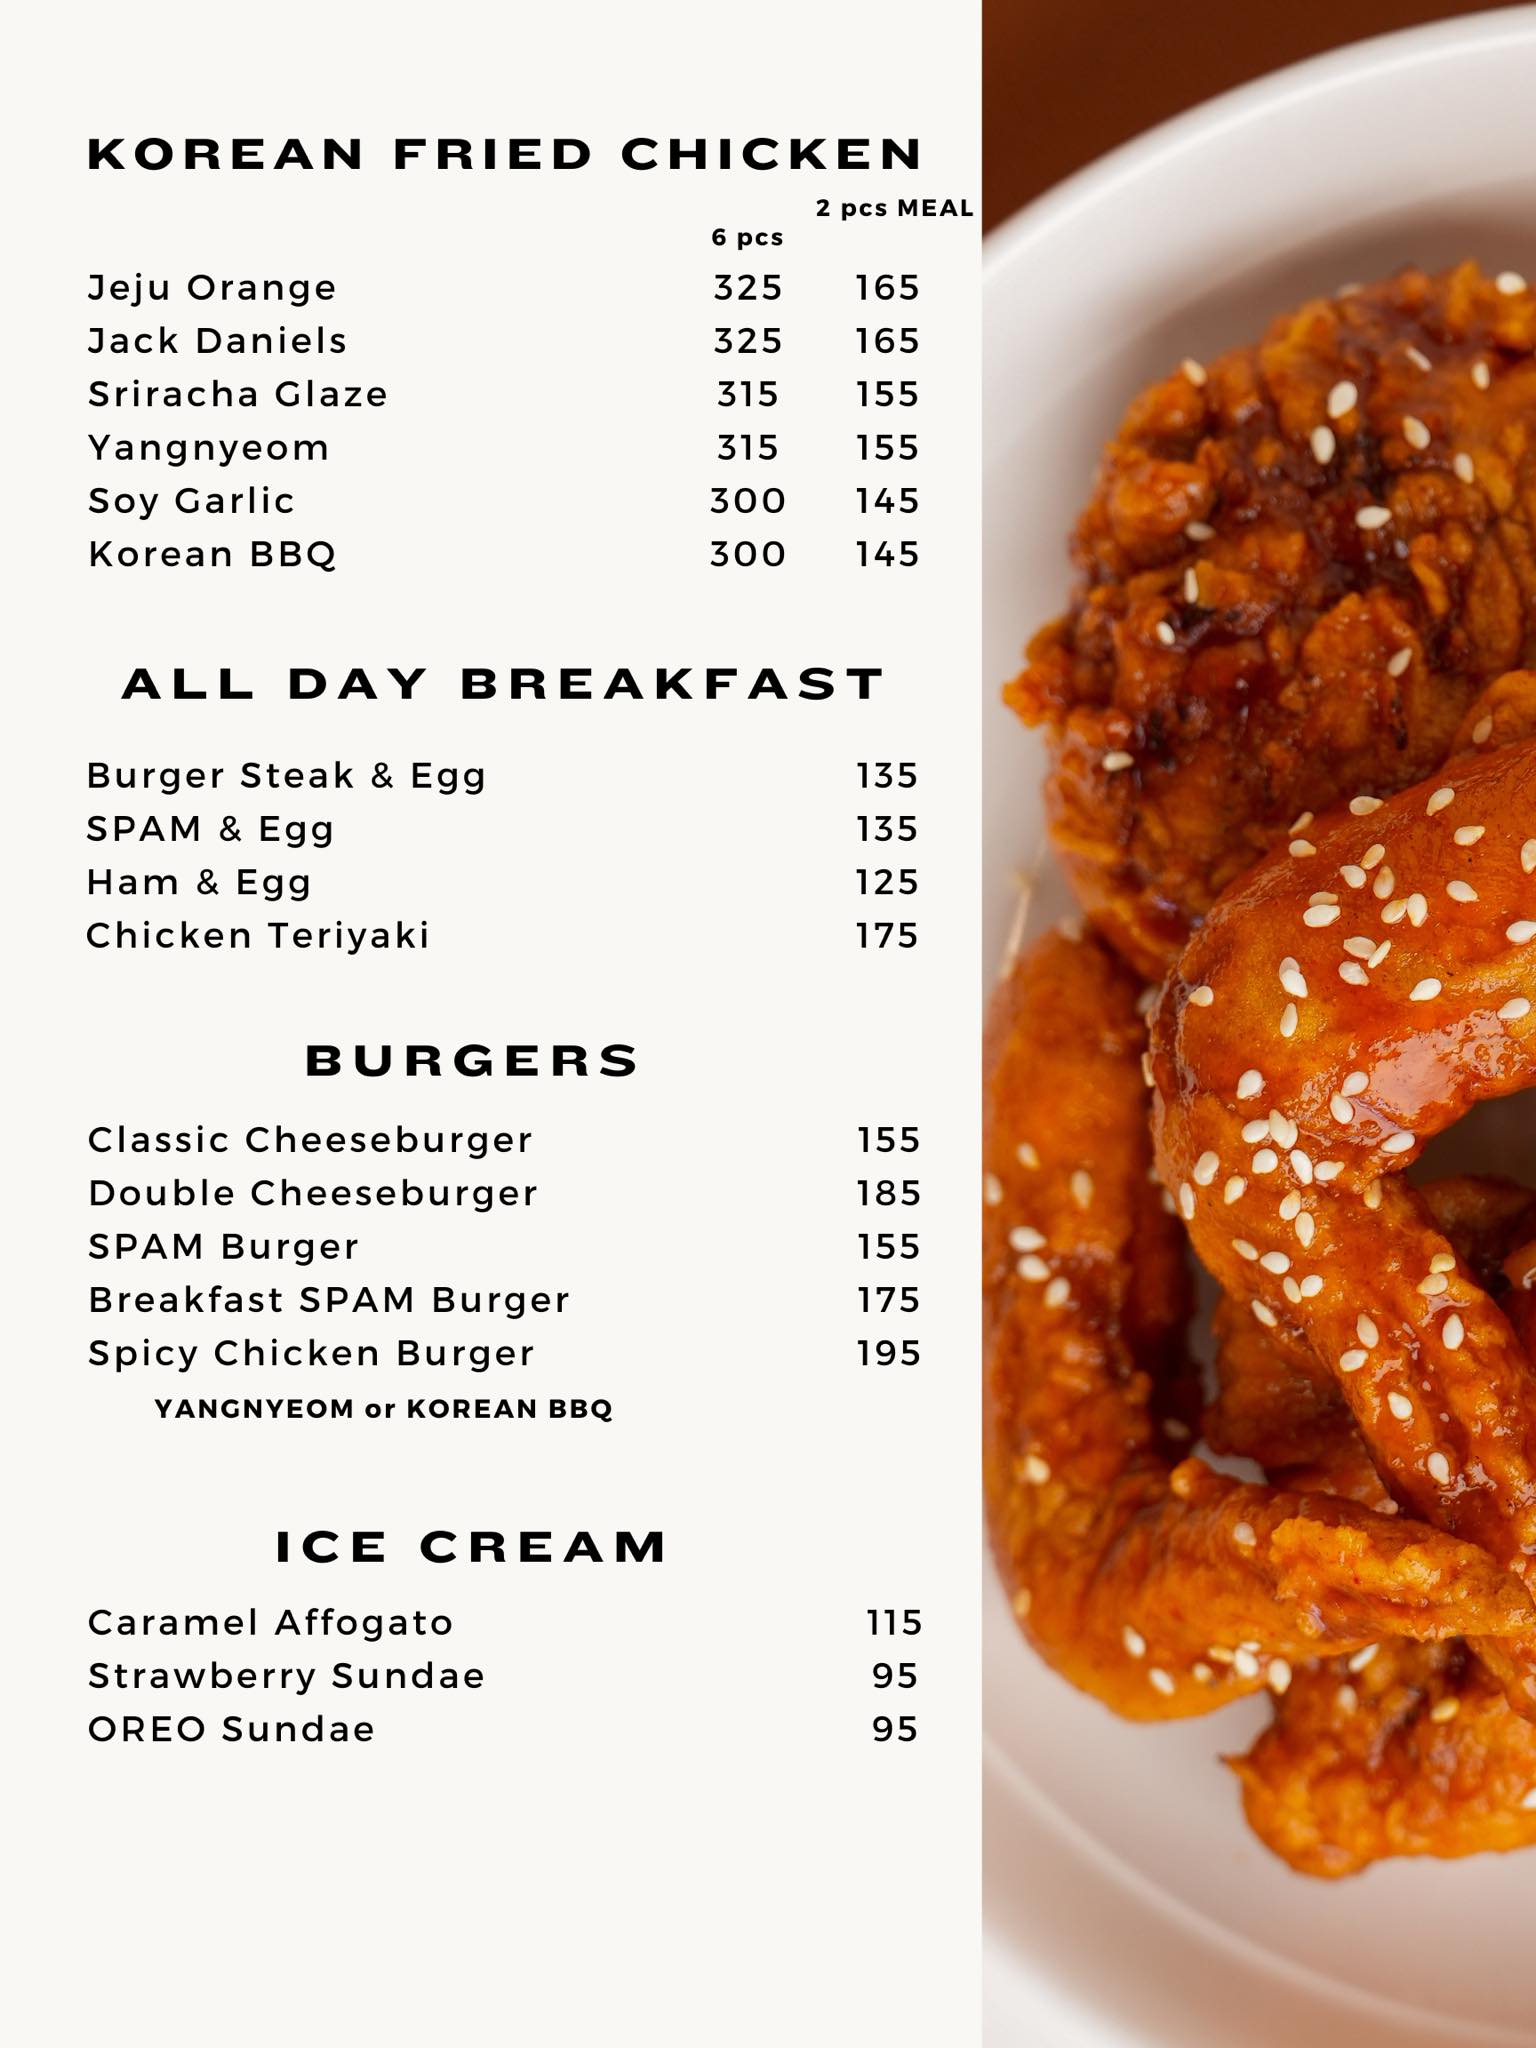 KOREAN FRIED CHICKEN
2 pcs MEAL
6 pcs
Jeju Orange 325 165
Jack Daniels 325 165
Sriracha Glaze 315 155
Yangnyeom 315 155
Soy Garlic 300 145
Korean BBQ 300 145
ALL DAY BREAKFAST
Burger Steak & Egg 135
SPAM & Egg 135
Ham & Egg 125
Chicken Teriyaki 175
BURGERS
Classic Cheeseburger 155
Double Cheeseburger 185
SPAM Burger 155
Breakfast SPAM Burger 175
Spicy Chicken Burger 195
YANGNYEOM or KOREAN BBQ
ICE CREAM
Caramel Affogato 115
Strawberry Sundae 95
OREO Sundae 95